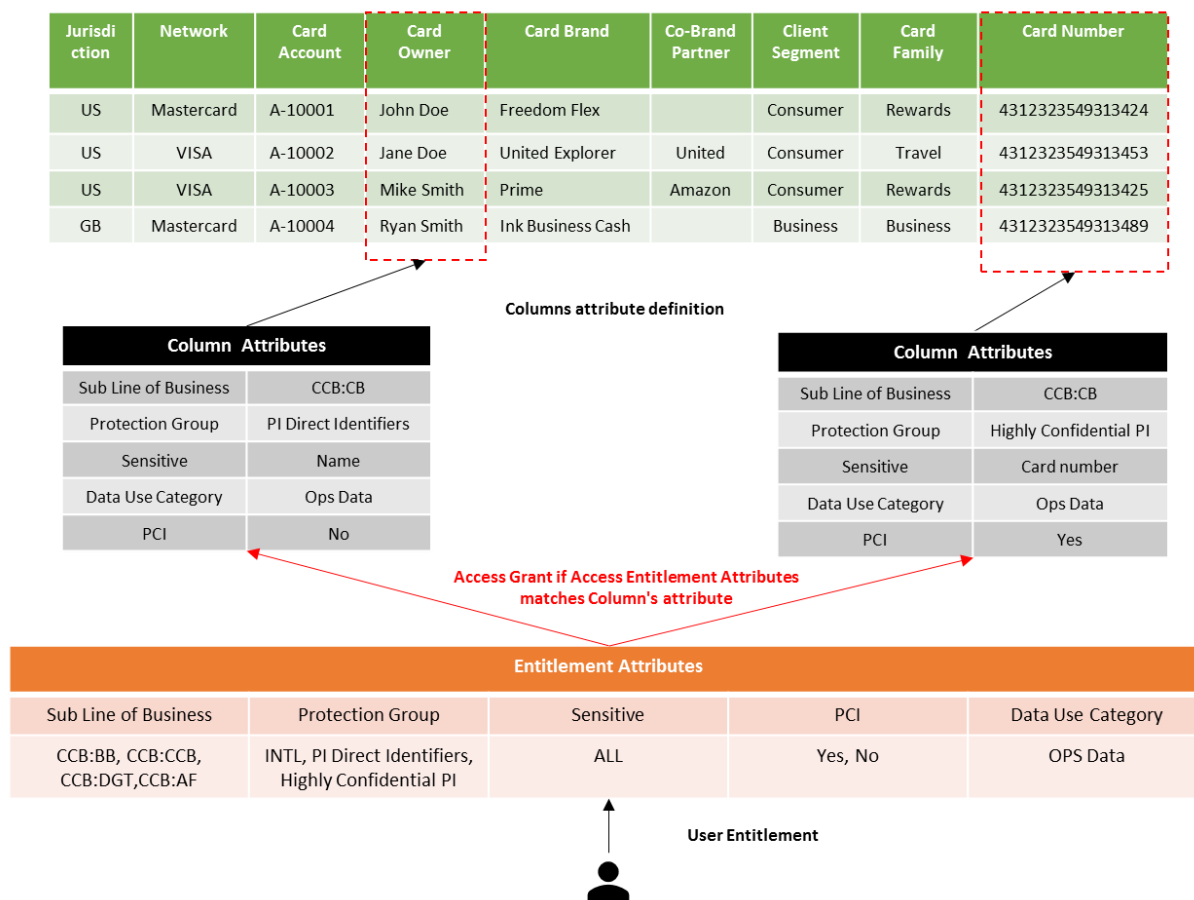 Jurisdi Network Card Card Card Brand Co-Brand Client Card Card Number
ction Account Owner Partner Segment Family
US Mastercard A-10001 John Doe Freedom Flex Consumer Rewards 4312323549313424
US VISA A-10002 Jane Doe United Explorer United Consumer Travel 4312323549313453
US VISA A-10003 Mike Smith Prime Amazon Consumer Rewards 4312323549313425
GB Mastercard A-10004 Ryan Smith Ink Business Cash Business Business 4312323549313489
Columns attribute definition
Column Attributes
Sub Line of Business CCB:CB
Protection Group PI Direct Identifiers
Sensitive Name
Data Use Category Ops Data
PCI No
Column Attributes
Sub Line of Business CCB:CB
Protection Group Highly Confidential PI
Sensitive Card number
Data Use Category Ops Data
PCI Yes
Access Grant if Access Entitlement Attributes
matches Column's attribute
Entitlement Attributes
Sub Line of Business Protection Group Sensitive PCI Data Use Category
CCB:BB, CCB:CCB, INTL, PI Direct Identifiers, ALL Yes, No OPS Data
CCB:DGT,CCB:AF Highly Confidential PI
User Entitlement